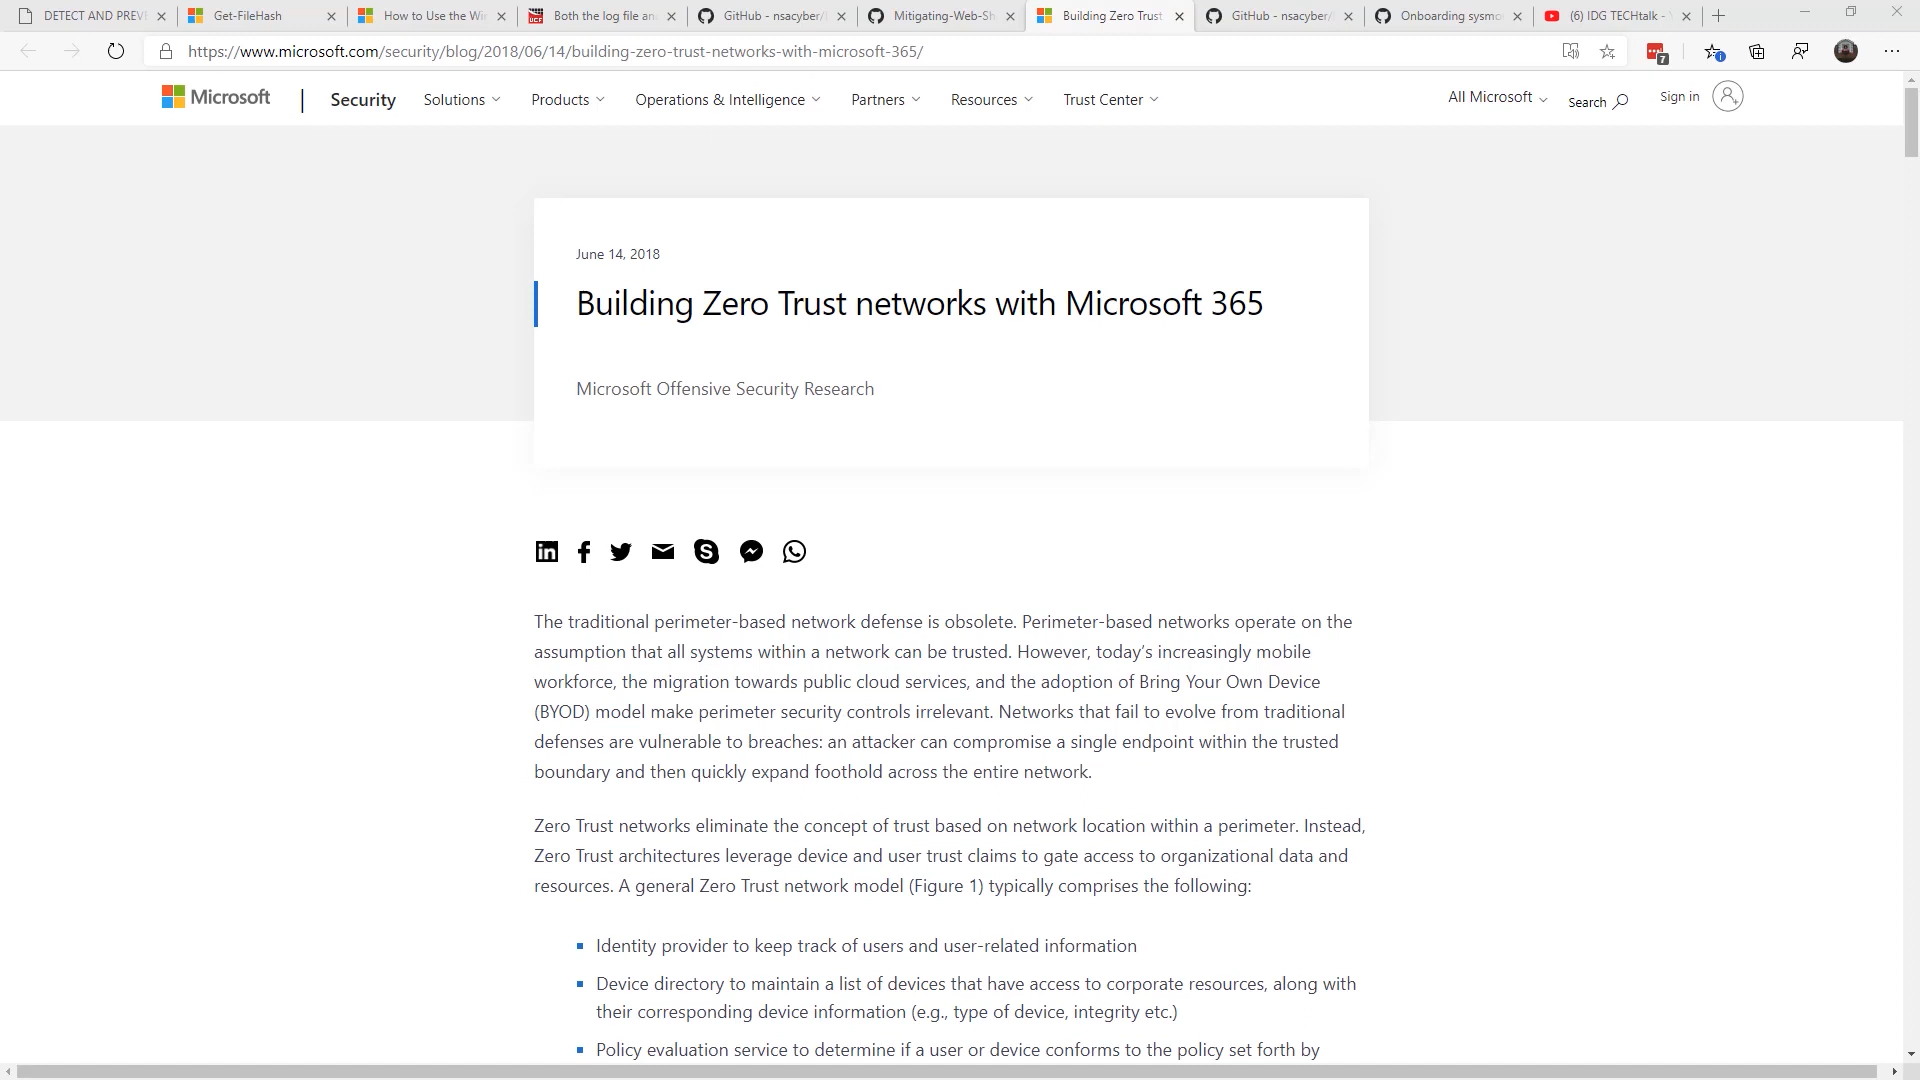 DETECT AND PREVE
Get-FileHash
How to Use the Wi
Both the log file an
GitHub - nsacyber/
Mitigating-Web-Sh
Building Zero Trust
GitHub - nsacyber/
Onboarding sysmo
(6) IDG TECHtalk -
https://www.microsoft.com/security/blog/2018/06/14/building-zero-trust-networks-with-microsoft-365/
7
Microsoft
Security
Solutions
Products
Operations & Intelligence
Partners
Resources
Trust Center
All Microsoft
Search
Sign in
June 14, 2018
Building Zero Trust networks with Microsoft 365
Microsoft Offensive Security Research
The traditional perimeter-based network defense is obsolete. Perimeter-based networks operate on the
assumption that all systems within a network can be trusted. However, today’s increasingly mobile
workforce, the migration towards public cloud services, and the adoption of Bring Your Own Device
(BYOD) model make perimeter security controls irrelevant. Networks that fail to evolve from traditional
defenses are vulnerable to breaches: an attacker can compromise a single endpoint within the trusted
boundary and then quickly expand foothold across the entire network.
Zero Trust networks eliminate the concept of trust based on network location within a perimeter. Instead,
Zero Trust architectures leverage device and user trust claims to gate access to organizational data and
resources. A general Zero Trust network model (Figure 1) typically comprises the following:
Identity provider to keep track of users and user-related information
Device directory to maintain a list of devices that have access to corporate resources, along with
their corresponding device information (e.g., type of device, integrity etc.)
Policy evaluation service to determine if a user or device conforms to the policy set forth by